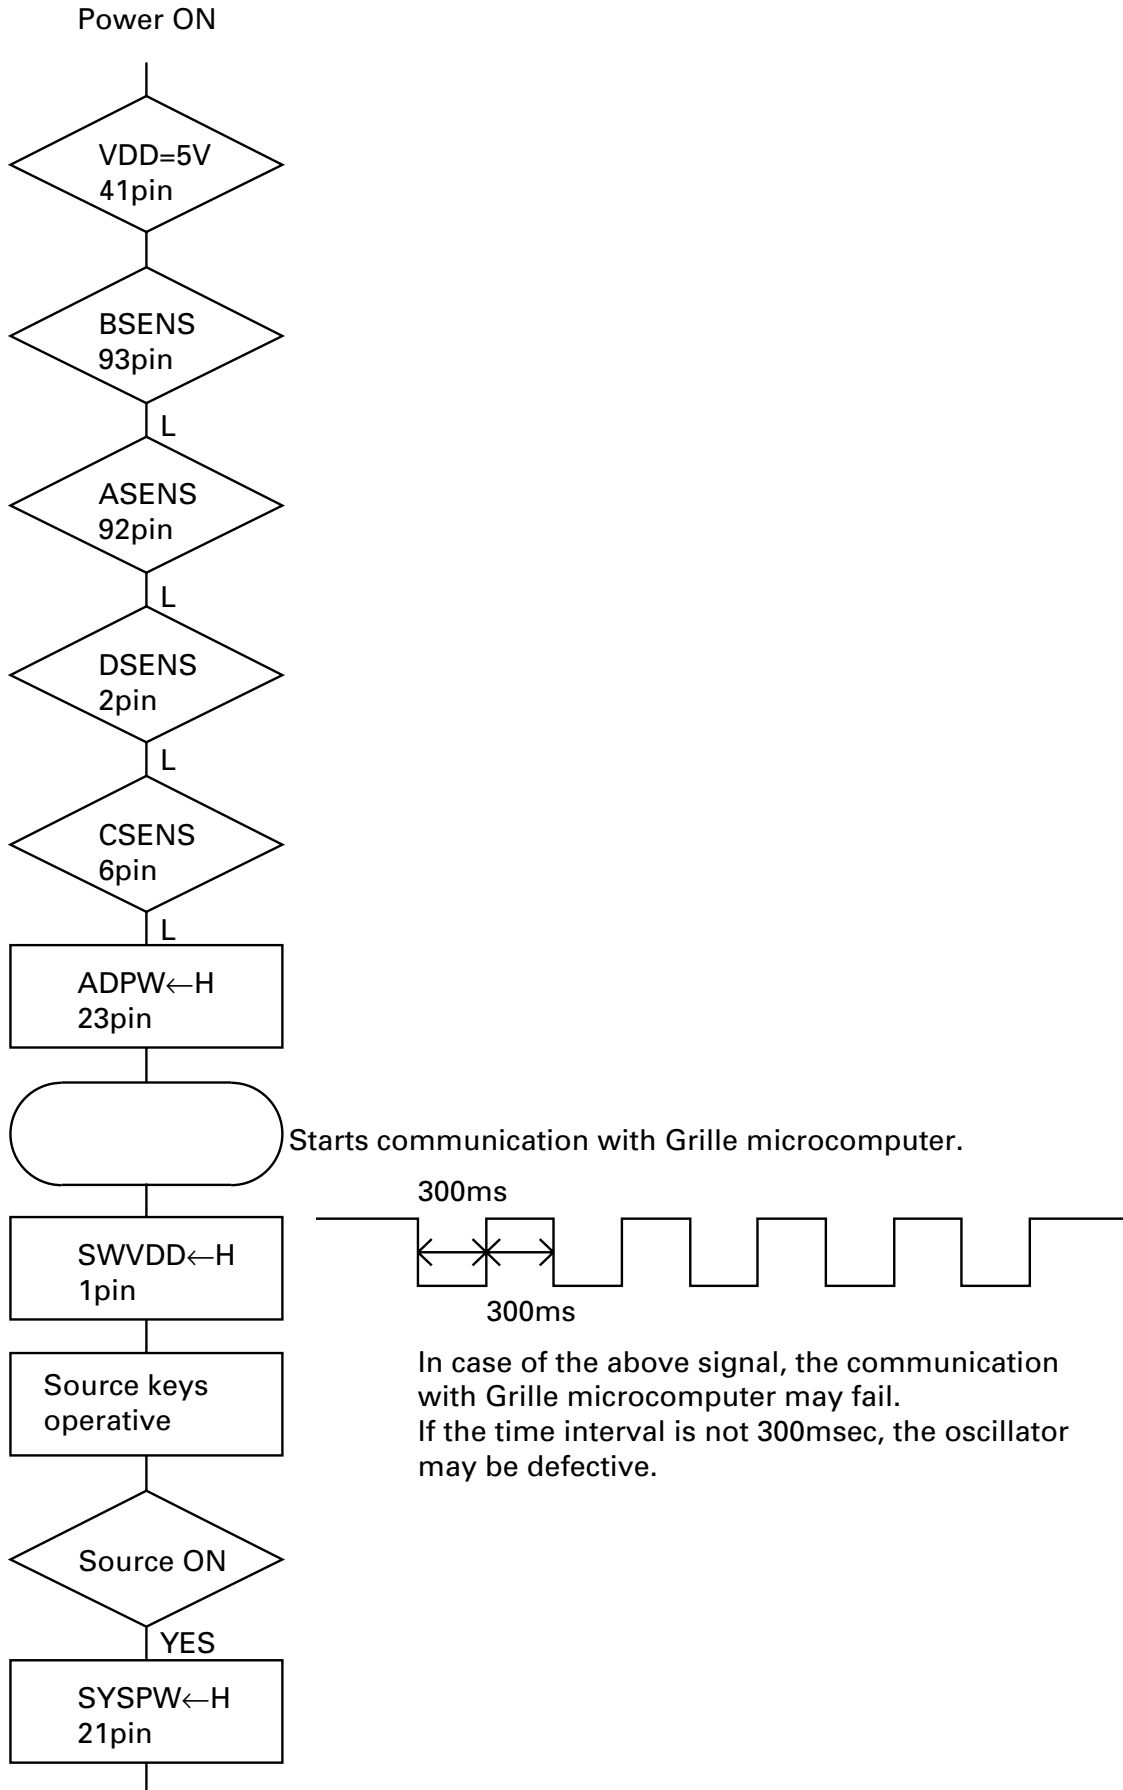 Power ON
VDD=5V
41pin
BSENS
93pin
L
ASENS
92pin
L
DSENS
2pin
L
CSENS
6pin
L
ADPW←H
23pin
Starts communication with Grille microcomputer.
300ms
SWVDD←H
1pin
300ms
In case of the above signal, the communication
with Grille microcomputer may fail.
If the time interval is not 300msec, the oscillator
may be defective.
Source keys
operative
Source ON
YES
SYSPW←H
21pin